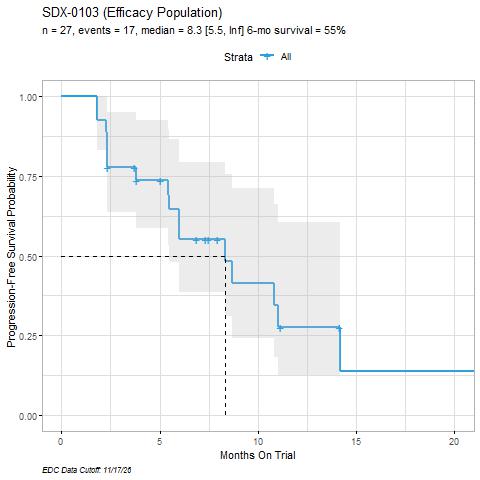 SDX-0103 (Efficacy Population)
n = 27, events = 17, median = 8.3 [5.5, Inf] 6-mo survival = 55%
Strata All
Progression-Free Survival Probability
1.00
0.75
0.50
0.25
0.00
0 5 10 15 20
Months On Trial
EDC Data Cutoff: 11/17/26